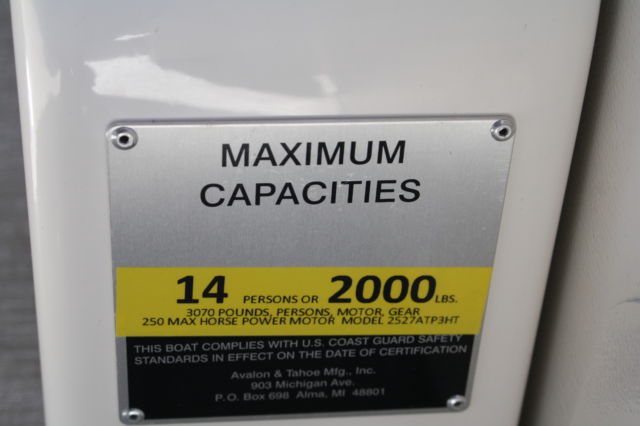 MAXIMUM
CAPACITIES
14 PERSONS OR 2000 LBS.
3070 POUNDS, PERSONS, MOTOR, GEAR
250 MAX HORSE POWER MOTOR MODEL 2527ATP3HT
THIS BOAT COMPLIES WITH U.S. COAST GUARD SAFETY
STANDARDS IN EFFECT ON THE DATE OF CERTIFICATION
Avalon & Tahoe Mfg., Inc.
903 Michigan Ave.
P.O. Box 698 Alma, MI 48801